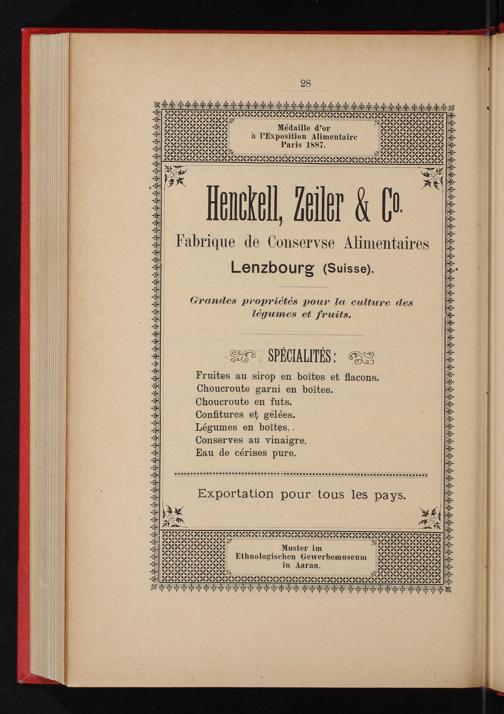 28
Médaille d'or
à l'Exposition Alimentaire
Paris 1887.
Henckell, Zeiler & Co.
Fabrique de Conservse Alimentaires
Lenzbourg (Suisse).
Grandes propriétés pour la culture des
légumes et fruits.
SPÉCIALITÉS:
Fruites au sirop en boîtes et flacons.
Choucroute garni en boîtes.
Choucroute en futs.
Confitures et gélées.
Légumes en boîtes.
Conserves au vinaigre.
Eau de cérises pure.
Exportation pour tous les pays.
Muster im
Ethnologischen Gewerbemuseum
in Aarau.